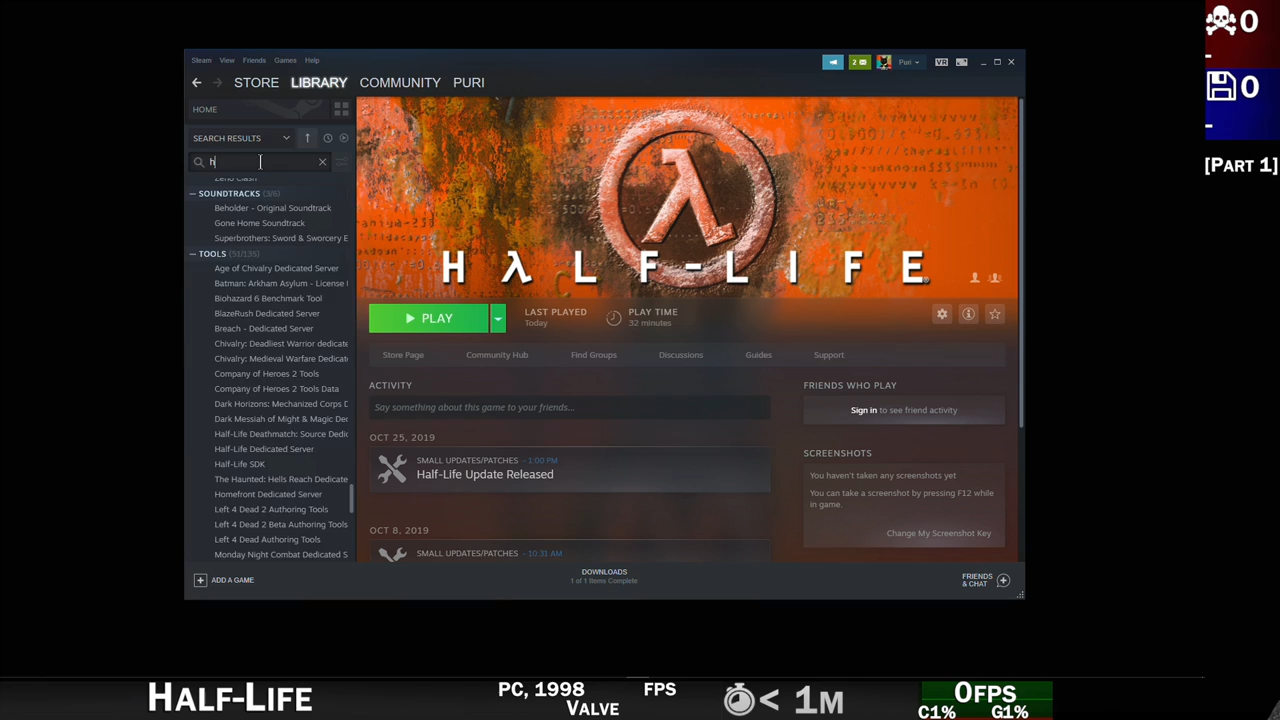 Steam View Friends Games Help
2
Puri
VR
STORE LIBRARY COMMUNITY PURI
HOME
SEARCH RESULTS
h
Zeno Clash
— SOUNDTRACKS (3/6)
Beholder - Original Soundtrack
Gone Home Soundtrack
Superbrothers: Sword & Sworcery E
— TOOLS (51/135)
Age of Chivalry Dedicated Server
Batman: Arkham Asylum - License
Biohazard 6 Benchmark Tool
BlazeRush Dedicated Server
Breach - Dedicated Server
Chivalry: Deadliest Warrior dedicate
Chivalry: Medieval Warfare Dedicat
Company of Heroes 2 Tools
Company of Heroes 2 Tools Data
Dark Horizons: Mechanized Corps D
Dark Messiah of Might & Magic Dec
Half-Life Deathmatch: Source Dedic
Half-Life Dedicated Server
Half-Life SDK
The Haunted: Hells Reach Dedicate
Homefront Dedicated Server
Left 4 Dead 2 Authoring Tools
Left 4 Dead 2 Beta Authoring Tools
Left 4 Dead Authoring Tools
Monday Night Combat Dedicated S
+ ADD A GAME
HλLF-LIFE
PLAY
LAST PLAYED
Today
PLAY TIME
32 minutes
Store Page Community Hub Find Groups Discussions Guides Support
ACTIVITY
Say something about this game to your friends...
OCT 25, 2019
SMALL UPDATES/PATCHES - 1:00 PM
Half-Life Update Released
OCT 8, 2019
SMALL UPDATES/PATCHES - 10:31 AM
FRIENDS WHO PLAY
Sign in to see friend activity
SCREENSHOTS
You haven't taken any screenshots yet
You can take a screenshot by pressing F12 while
in game.
Change My Screenshot Key
DOWNLOADS
1 of 1 Items Complete
FRIENDS
& CHAT
0
-
0
-
[PART 1]
HALF-LIFE
PC, 1998
VALVE
FPS
< 1M
0FPS
C1% G1%